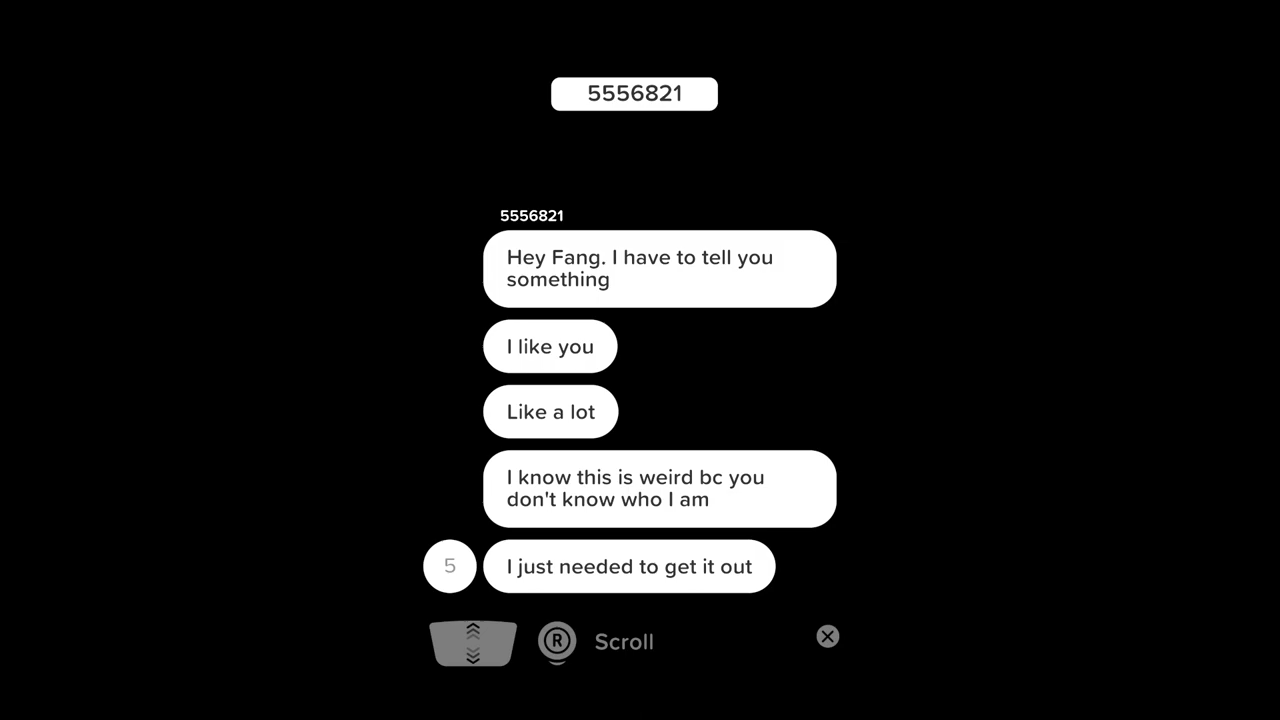 5556821
5556821
Hey Fang. I have to tell you
something
I like you
Like a lot
I know this is weird bc you
don't know who I am
5
I just needed to get it out
R
Scroll